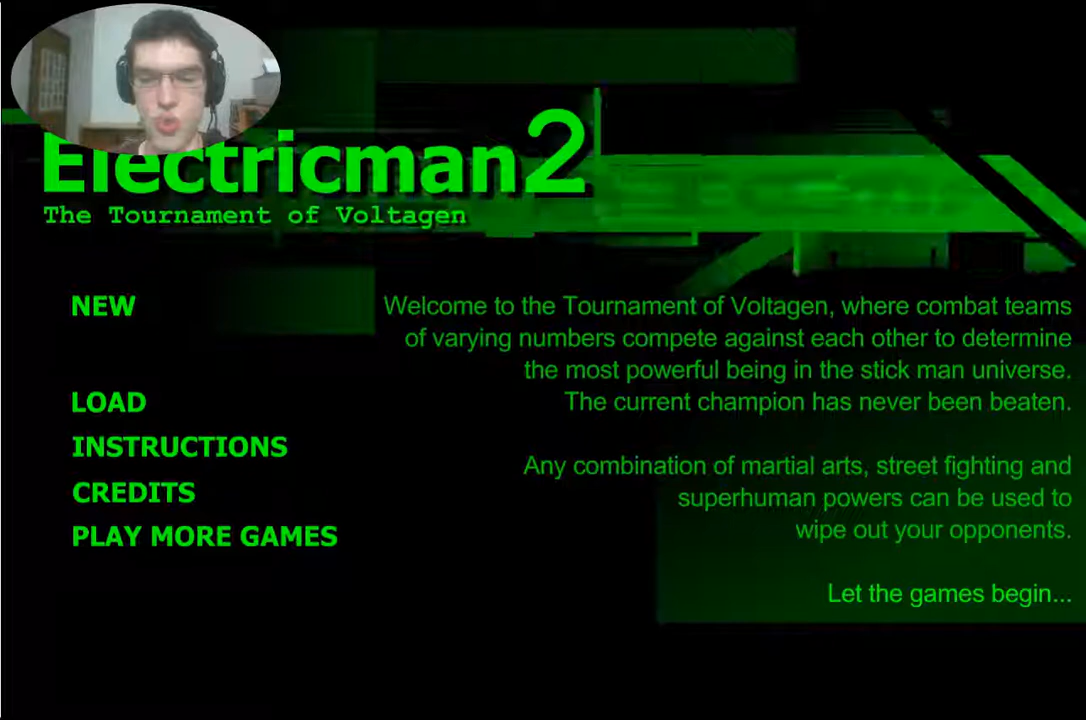 Electricman 2
The Tournament of Voltagen
NEW
LOAD
INSTRUCTIONS
CREDITS
PLAY MORE GAMES
Welcome to the Tournament of Voltagen, where combat teams
of varying numbers compete against each other to determine
the most powerful being in the stick man universe.
The current champion has never been beaten.
Any combination of martial arts, street fighting and
superhuman powers can be used to
wipe out your opponents.
Let the games begin...